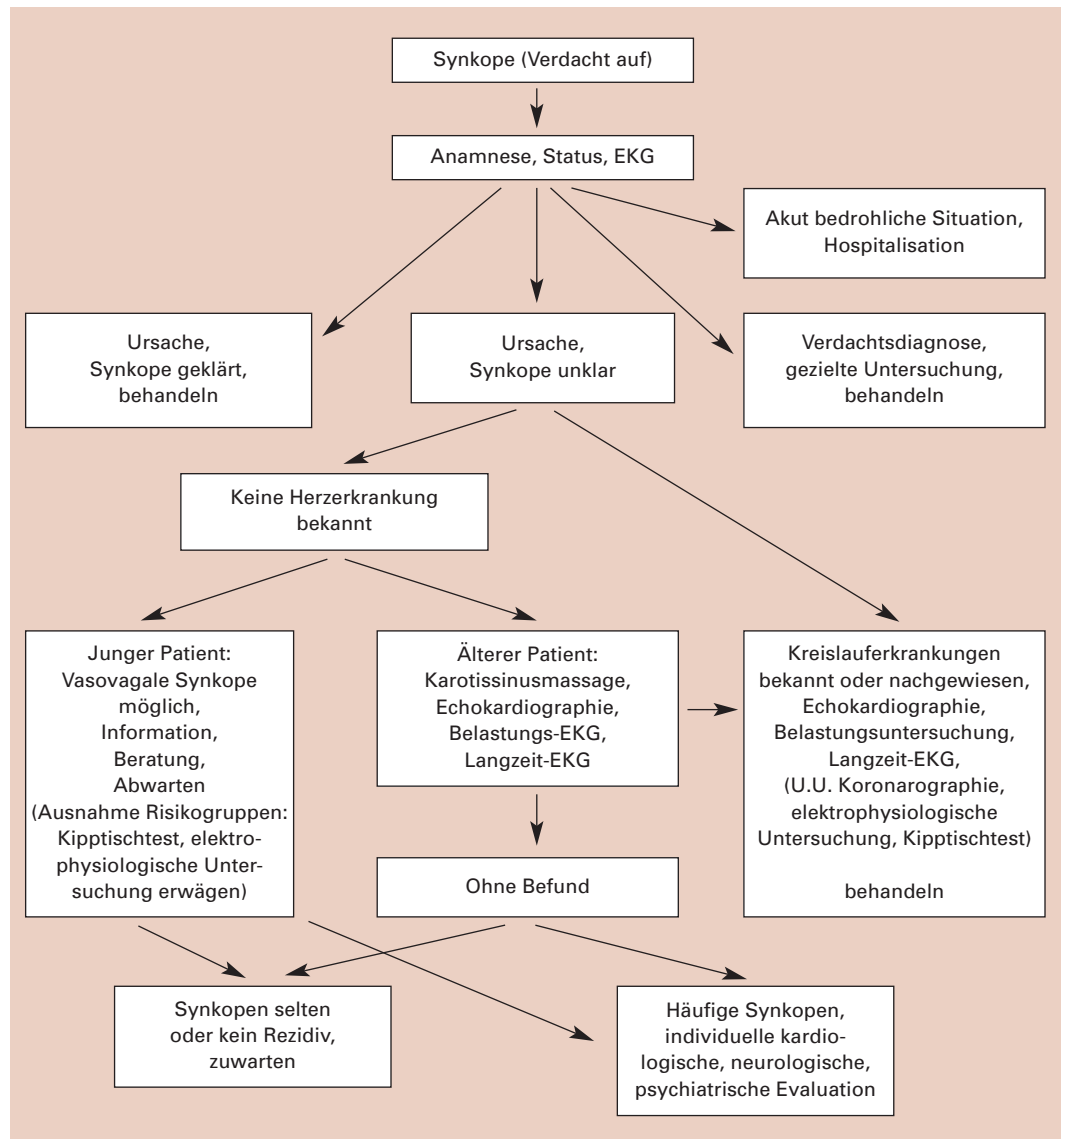 Synkope (Verdacht auf)
Anamnese, Status, EKG
Akut bedrohliche Situation,
Hospitalisation
Ursache,
Synkope geklärt,
behandeln
Ursache,
Synkope unklar
Verdachtsdiagnose,
gezielte Untersuchung,
behandeln
Keine Herzerkrankung
bekannt
Junger Patient:
Vasovagale Synkope
möglich,
Information,
Beratung,
Abwarten
(Ausnahme Risikogruppen:
Kipptischtest, elektro-
physiologische Unter-
suchung erwägen)
Älterer Patient:
Karotissinusmassage,
Echokardiographie,
Belastungs-EKG,
Langzeit-EKG
Kreislauferkrankungen
bekannt oder nachgewiesen,
Echokardiographie,
Belastungsuntersuchung,
Langzeit-EKG,
(U.U. Koronarographie,
elektrophysiologische
Untersuchung, Kipptischtest)
behandeln
Ohne Befund
Synkopen selten
oder kein Rezidiv,
zuwarten
Häufige Synkopen,
individuelle kardio-
logische, neurologische,
psychiatrische Evaluation